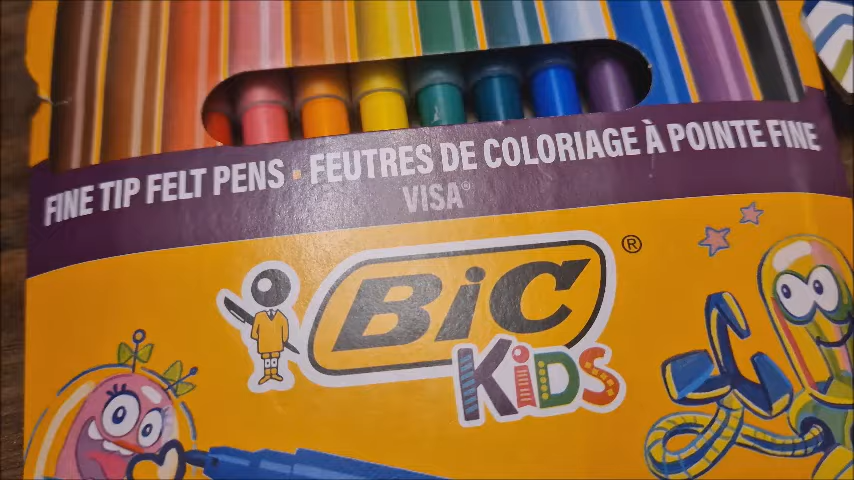 FINE TIP FELT PENS • FEUTRES DE COLORIAGE À POINTE FINE
VISA®
BiC ®
KiDS